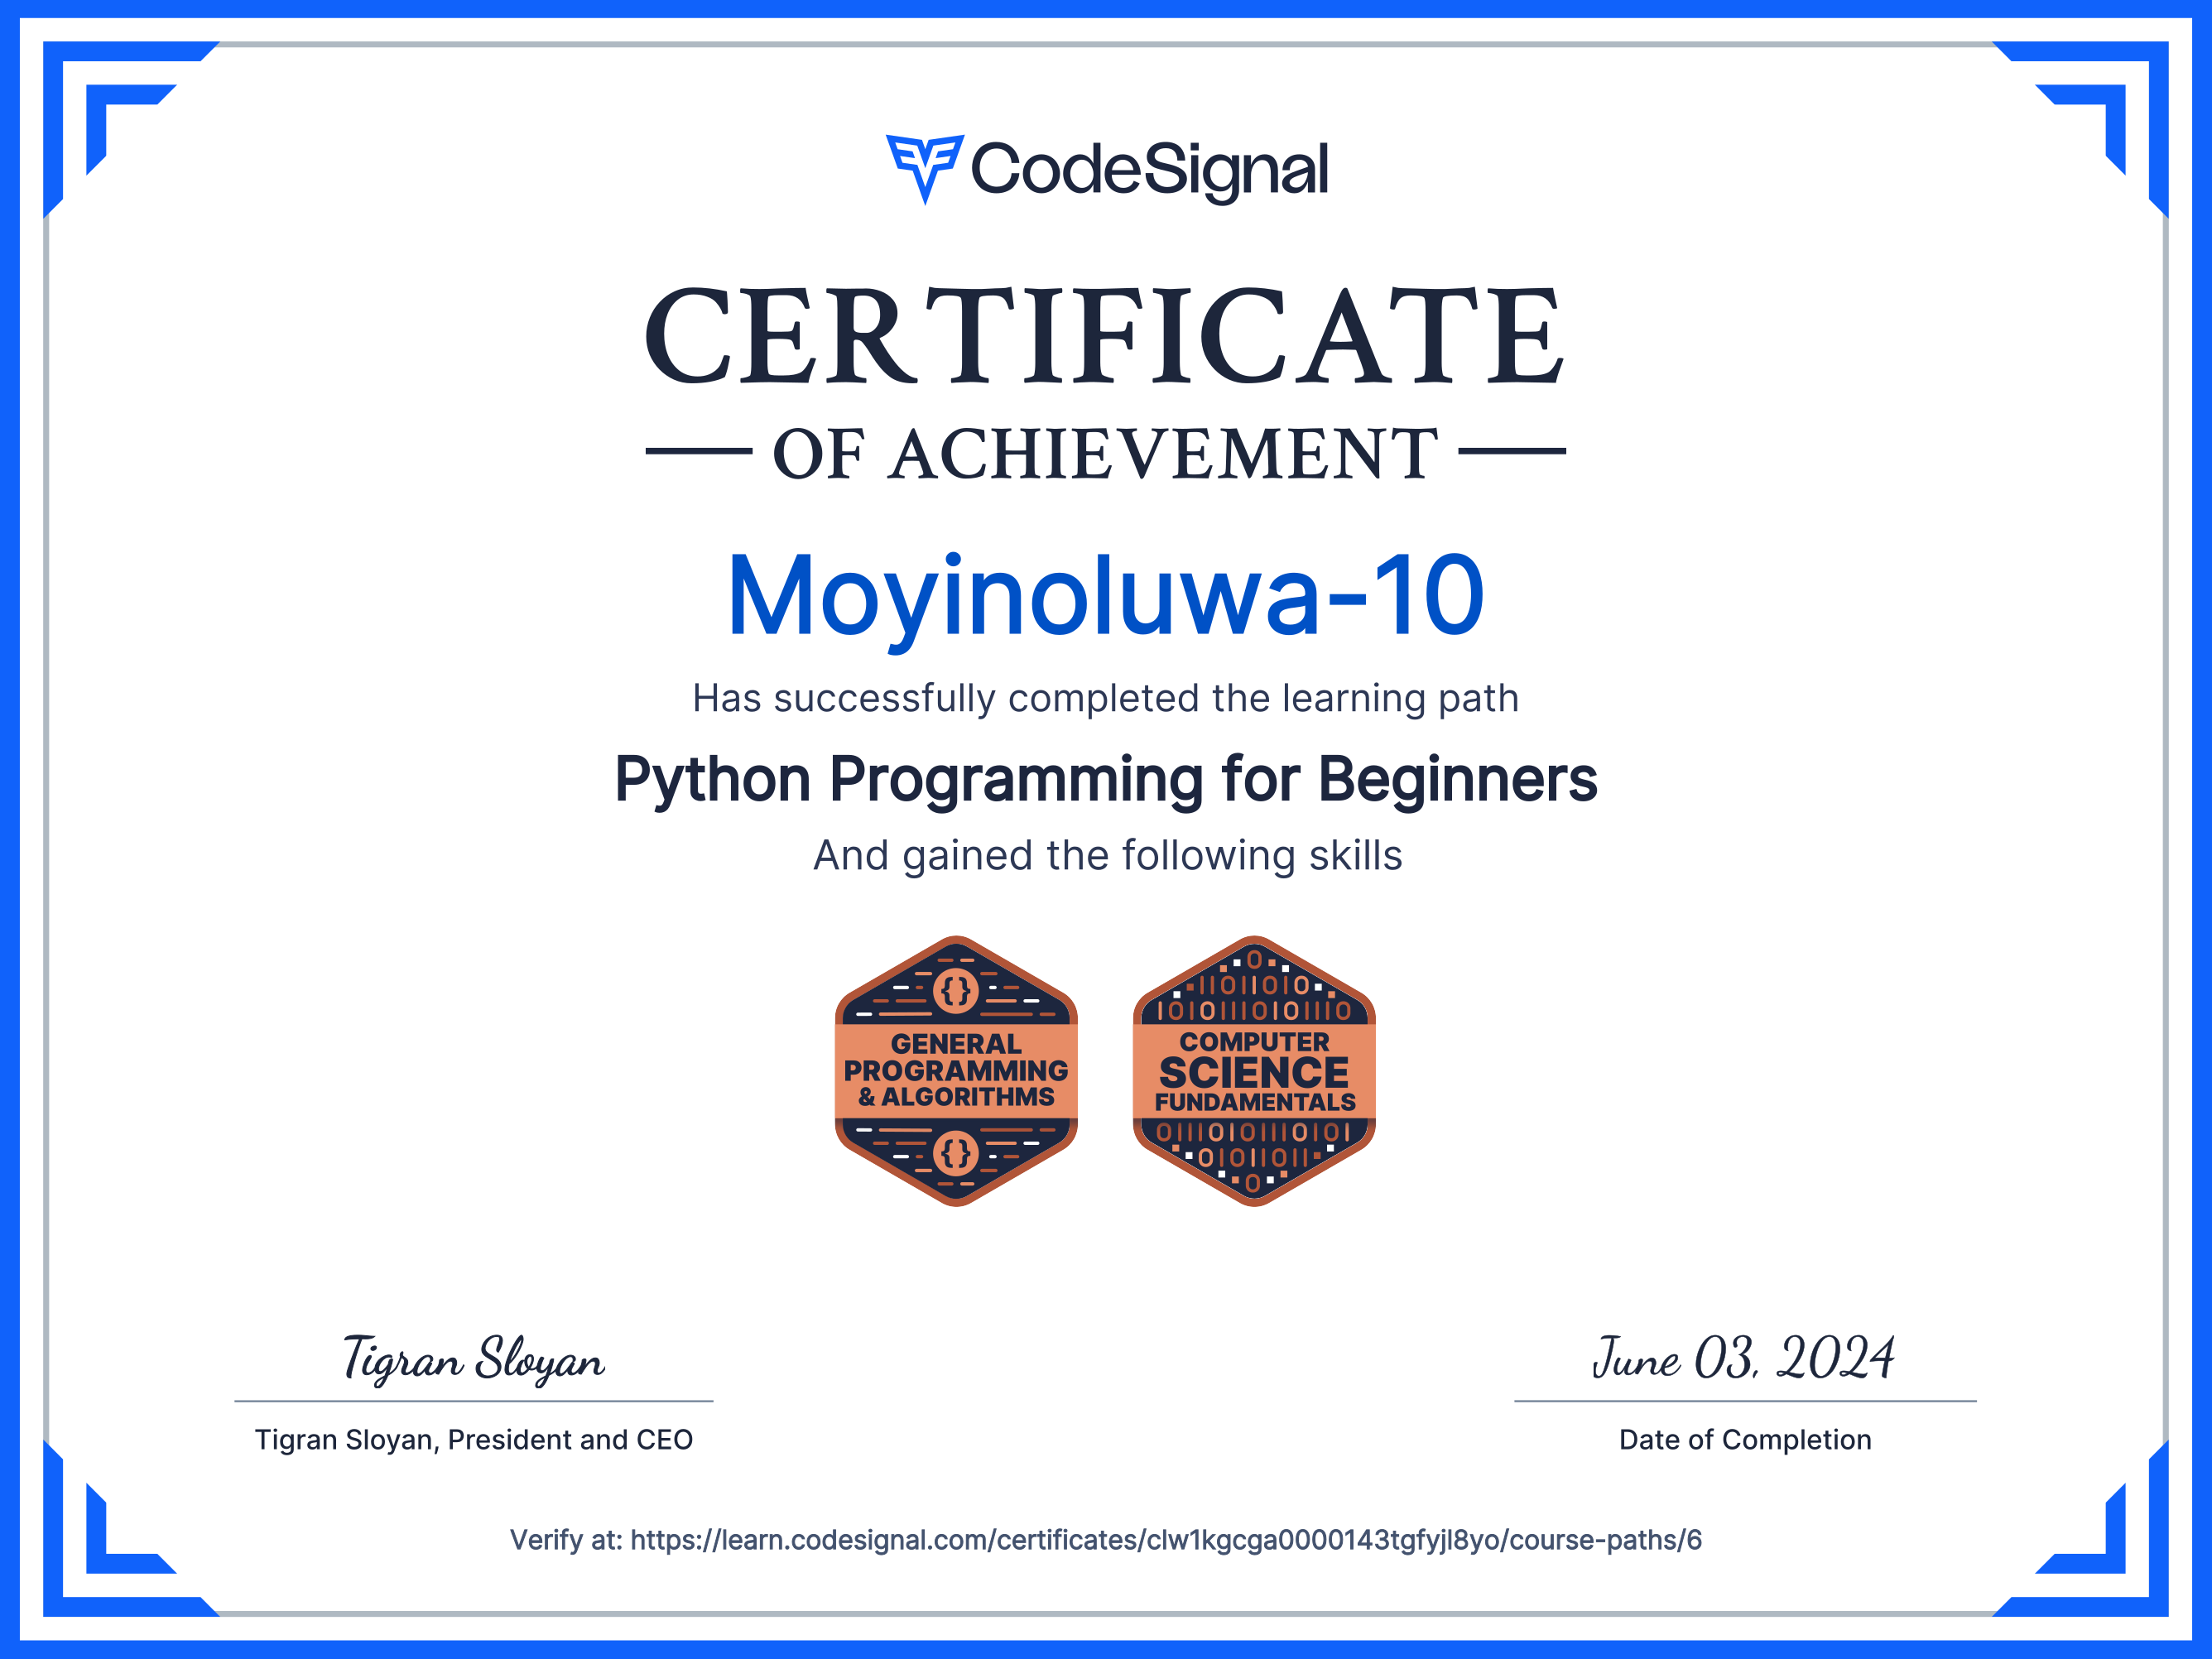 CodeSignal
CERTIFICATE
OF ACHIEVEMENT
Moyinoluwa-10
Has successfully completed the learning path
Python Programming for Beginners
And gained the following skills
{}
GENERAL
PROGRAMMING
& ALGORITHMS
{}
COMPUTER
SCIENCE
FUNDAMENTALS
Tigran Sloyan
Tigran Sloyan, President and CEO
June 03, 2024
Date of Completion
Verify at: https://learn.codesignal.com/certificates/clw1kgcga0000143tgfyjl8yo/course-paths/6